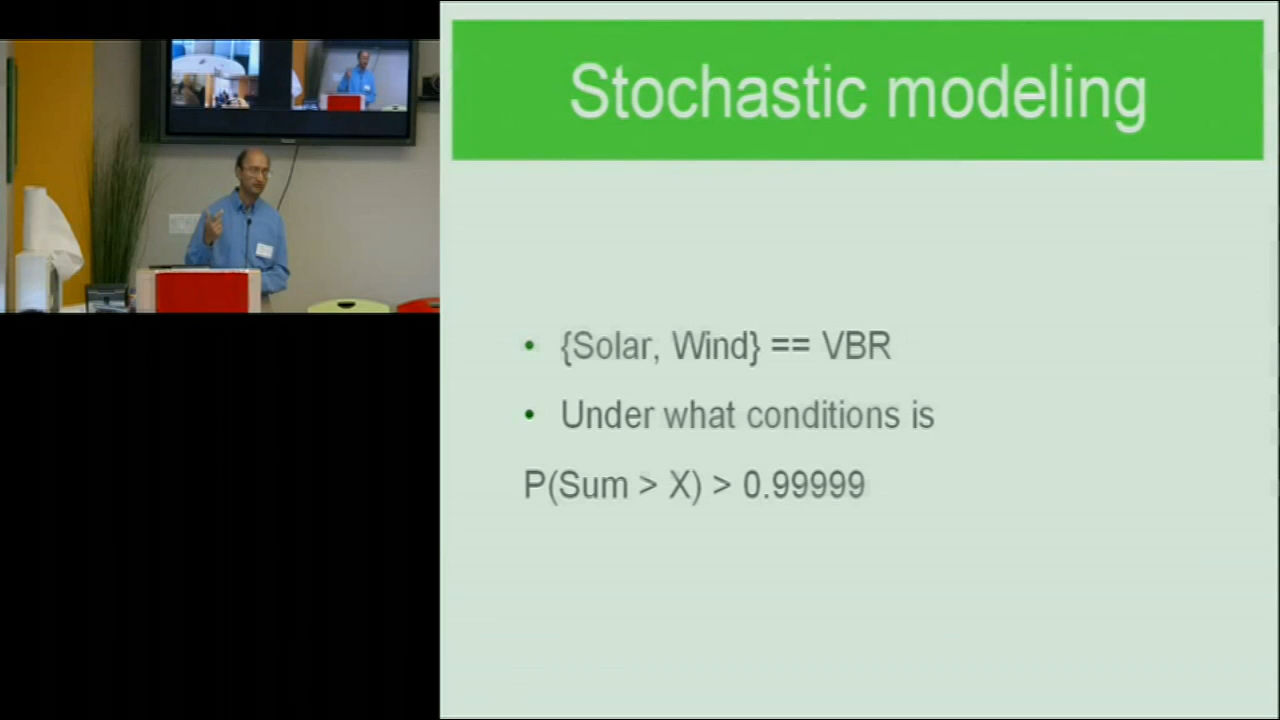 Stochastic modeling
{Solar, Wind} == VBR
Under what conditions is
P(Sum > X) > 0.99999